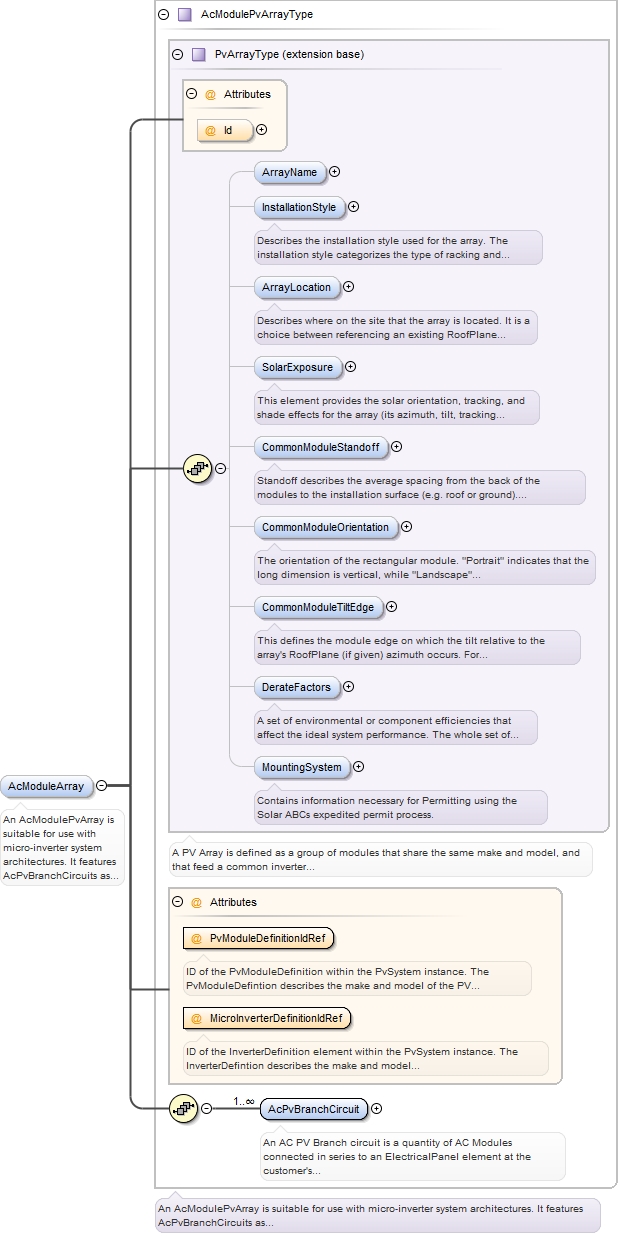 AcModulePvArrayType
PvArrayType (extension base)
@ Attributes
@ Id
ArrayName
InstallationStyle
Describes the installation style used for the array. The
installation style categorizes the type of racking and...
ArrayLocation
Describes where on the site that the array is located. It is a
choice between referencing an existing RoofPlane...
SolarExposure
This element provides the solar orientation, tracking, and
shade effects for the array (its azimuth, tilt, tracking...
CommonModuleStandoff
Standoff describes the average spacing from the back of the
modules to the installation surface (e.g. roof or ground)....
CommonModuleOrientation
The orientation of the rectangular module. "Portrait" indicates that the
long dimension is vertical, while "Landscape"...
CommonModuleTiltEdge
This defines the module edge on which the tilt relative to the
array's RoofPlane (if given) azimuth occurs. For...
DerateFactors
A set of environmental or component efficiencies that
affect the ideal system performance. The whole set of...
MountingSystem
Contains information necessary for Permitting using the
Solar ABCs expedited permit process.
AcModuleArray
An AcModulePvArray is
suitable for use with
micro-inverter system
architectures. It features
AcPvBranchCircuits as...
A PV Array is defined as a group of modules that share the same make and model, and
that feed a common inverter...
@ Attributes
@ PvModuleDefinitionIdRef
ID of the PvModuleDefinition within the PvSystem instance. The
PvModuleDefintion describes the make and model of the PV...
@ MicroInverterDefinitionIdRef
ID of the InverterDefinition element within the PvSystem instance. The
InverterDefintion describes the make and model...
1..∞
AcPvBranchCircuit
An AC PV Branch circuit is a quantity of AC Modules
connected in series to an ElectricalPanel element at the
customer's...
An AcModulePvArray is suitable for use with micro-inverter system architectures. It features
AcPvBranchCircuits as...